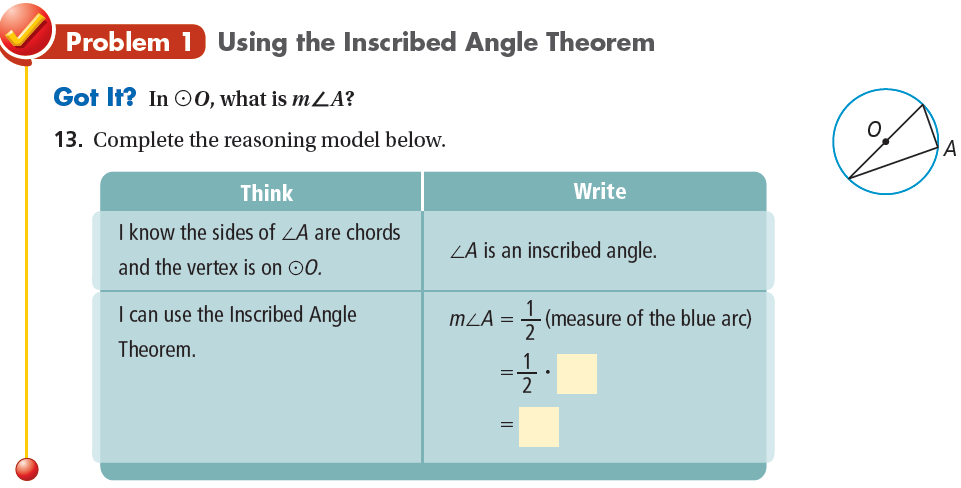 Problem 1 Using the Inscribed Angle Theorem
Got It? In ⊙O, what is m∠A?
13. Complete the reasoning model below.
O
A
Think
Write
I know the sides of ∠A are chords
and the vertex is on ⊙O.
∠A is an inscribed angle.
I can use the Inscribed Angle
Theorem.
m∠A = 1/2 (measure of the blue arc)
= 1/2 ·
=